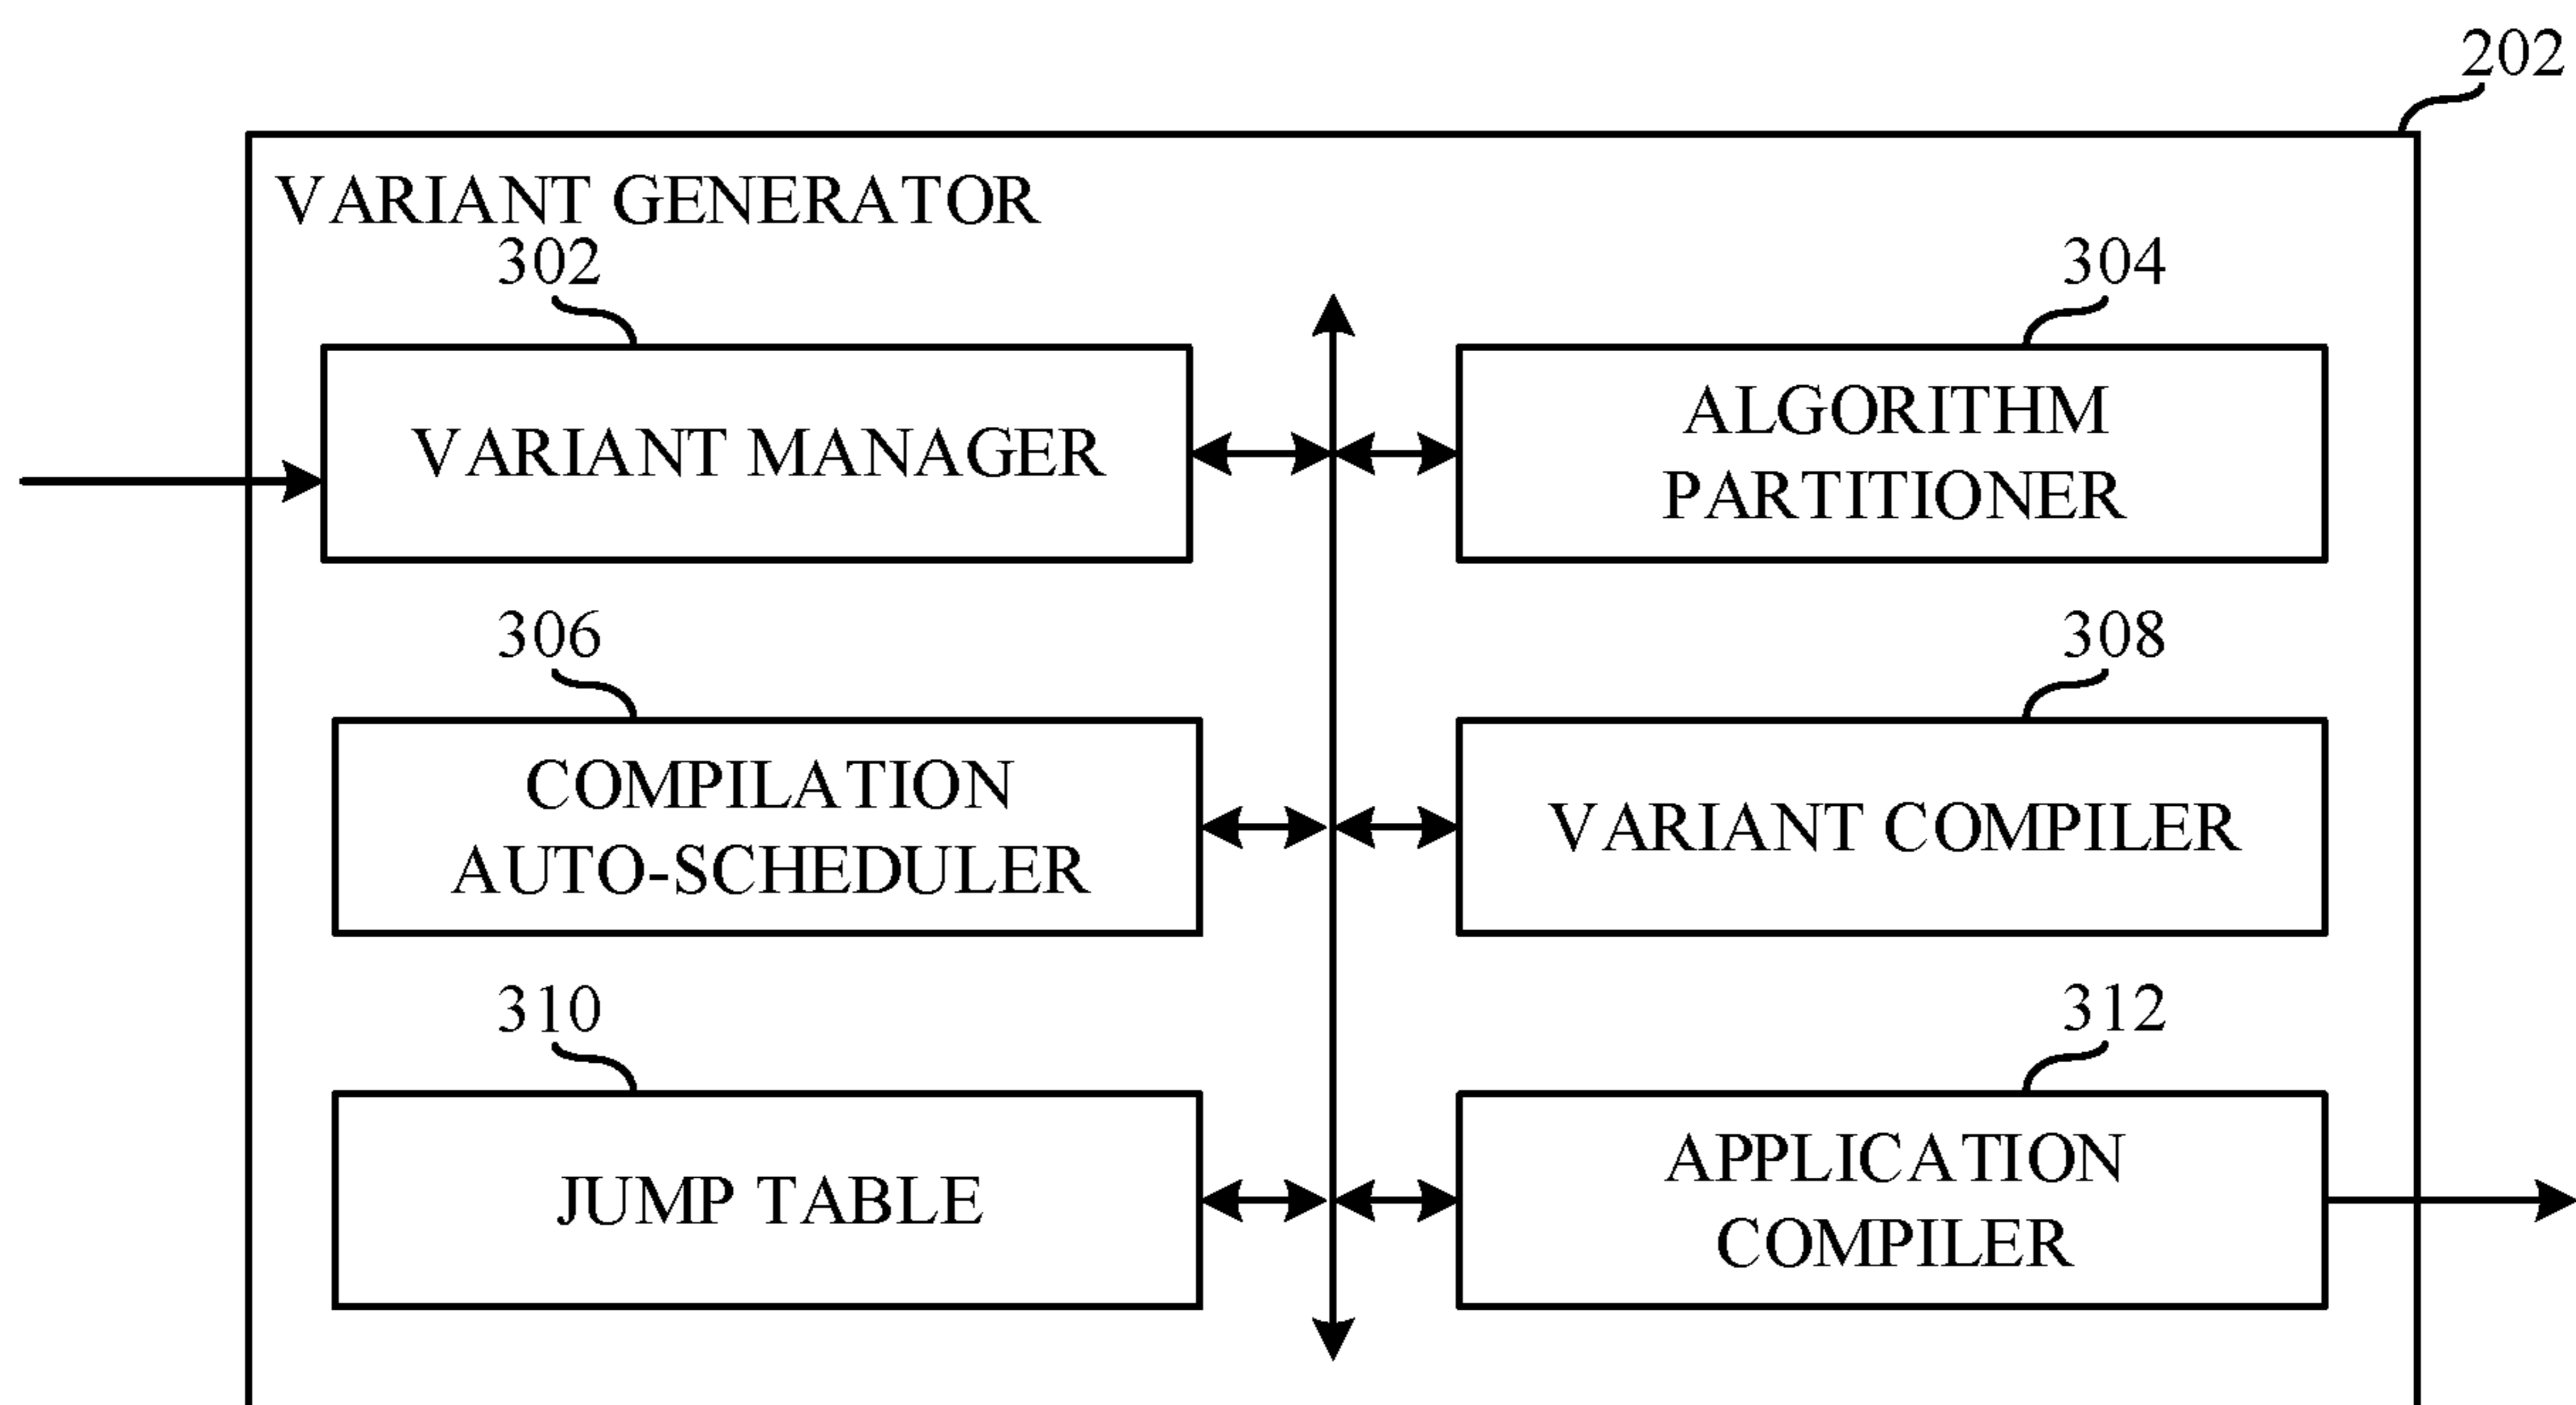 202
VARIANT GENERATOR
302
304
VARIANT MANAGER
ALGORITHM
PARTITIONER
306
308
COMPILATION
AUTO-SCHEDULER
VARIANT COMPILER
310
312
JUMP TABLE
APPLICATION
COMPILER